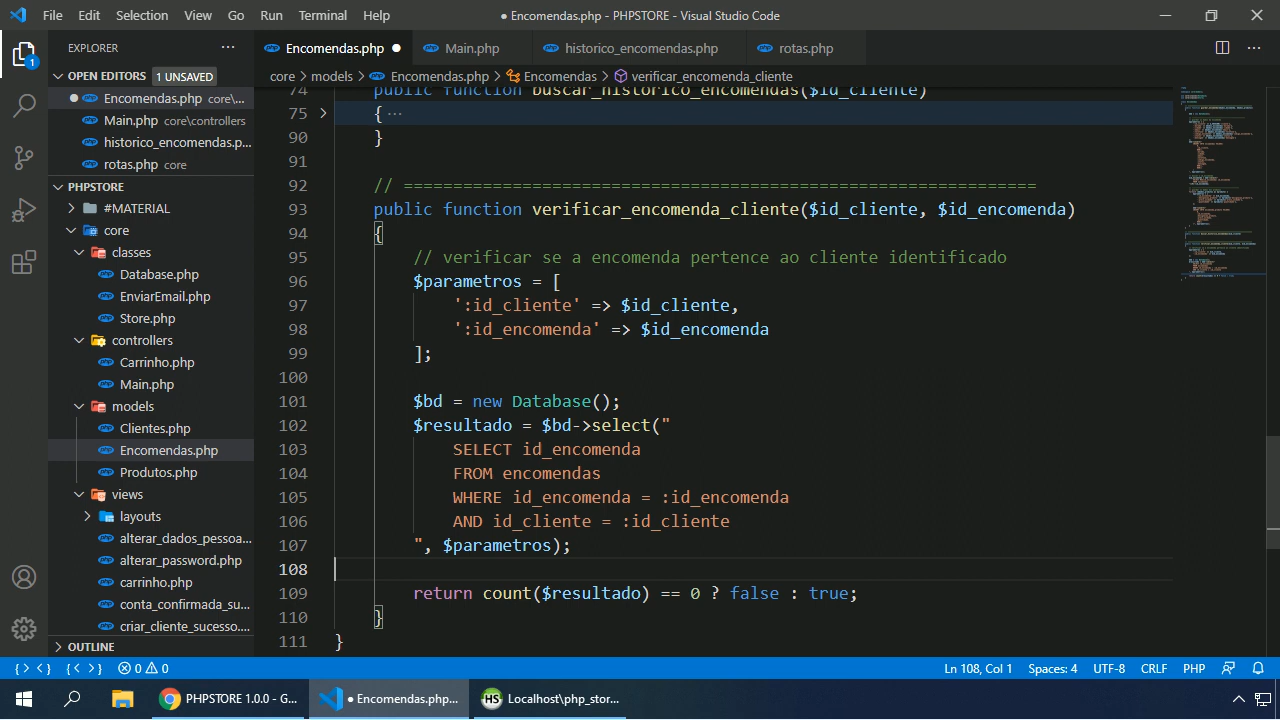 File Edit Selection View Go Run Terminal Help
● Encomendas.php - PHPSTORE - Visual Studio Code
EXPLORER
OPEN EDITORS 1 UNSAVED
Encomendas.php core\...
Main.php core\controllers
historico_encomendas.p...
rotas.php core
PHPSTORE
#MATERIAL
core
classes
Database.php
EnviarEmail.php
Store.php
controllers
Carrinho.php
Main.php
models
Clientes.php
Encomendas.php
Produtos.php
views
layouts
alterar_dados_pessoa...
alterar_password.php
carrinho.php
conta_confirmada_su...
criar_cliente_sucesso....
OUTLINE
1
Encomendas.php ● Main.php historico_encomendas.php rotas.php
core > models > Encomendas.php > Encomendas > verificar_encomenda_cliente
74 public function buscar_historico_encomendas($id_cliente)
75 { ...
90 }
91
92 // ================================================================
93 public function verificar_encomenda_cliente($id_cliente, $id_encomenda)
94 {
95 // verificar se a encomenda pertence ao cliente identificado
96 $parametros = [
97 ':id_cliente' => $id_cliente,
98 ':id_encomenda' => $id_encomenda
99 ];
100
101 $bd = new Database();
102 $resultado = $bd->select("
103 SELECT id_encomenda
104 FROM encomendas
105 WHERE id_encomenda = :id_encomenda
106 AND id_cliente = :id_cliente
107 ", $parametros);
108
109 return count($resultado) == 0 ? false : true;
110 }
111 }
{ } < > { < > } 0 0 Ln 108, Col 1 Spaces: 4 UTF-8 CRLF PHP
PHPSTORE 1.0.0 - G... ● Encomendas.php... HS Localhost\php_stor...